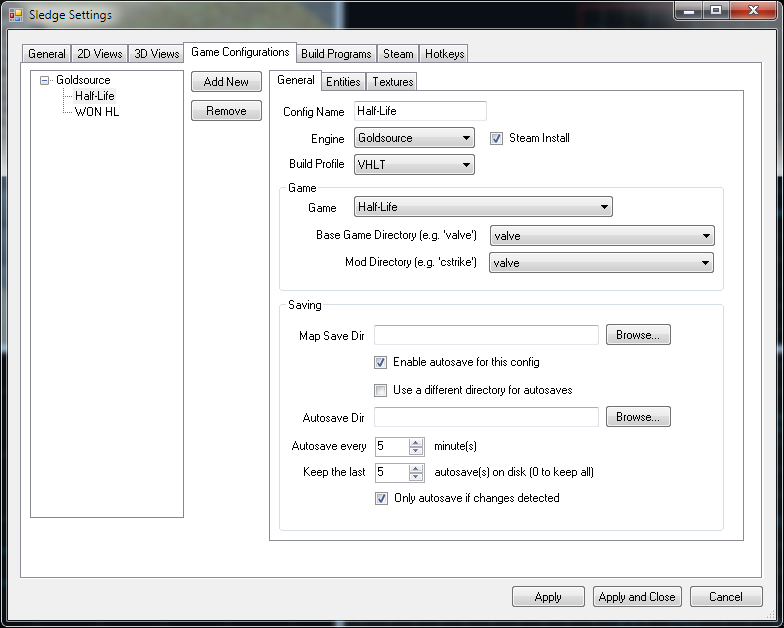 Sledge Settings
General 2D Views 3D Views Game Configurations Build Programs Steam Hotkeys
Goldsource
Half-Life
WON HL
Add New
Remove
General Entities Textures
Config Name Half-Life
Engine Goldsource Steam Install
Build Profile VHLT
Game
Game Half-Life
Base Game Directory (e.g. 'valve') valve
Mod Directory (e.g. 'cstrike') valve
Saving
Map Save Dir Browse...
Enable autosave for this config
Use a different directory for autosaves
Autosave Dir Browse...
Autosave every 5 minute(s)
Keep the last 5 autosave(s) on disk (0 to keep all)
Only autosave if changes detected
Apply Apply and Close Cancel